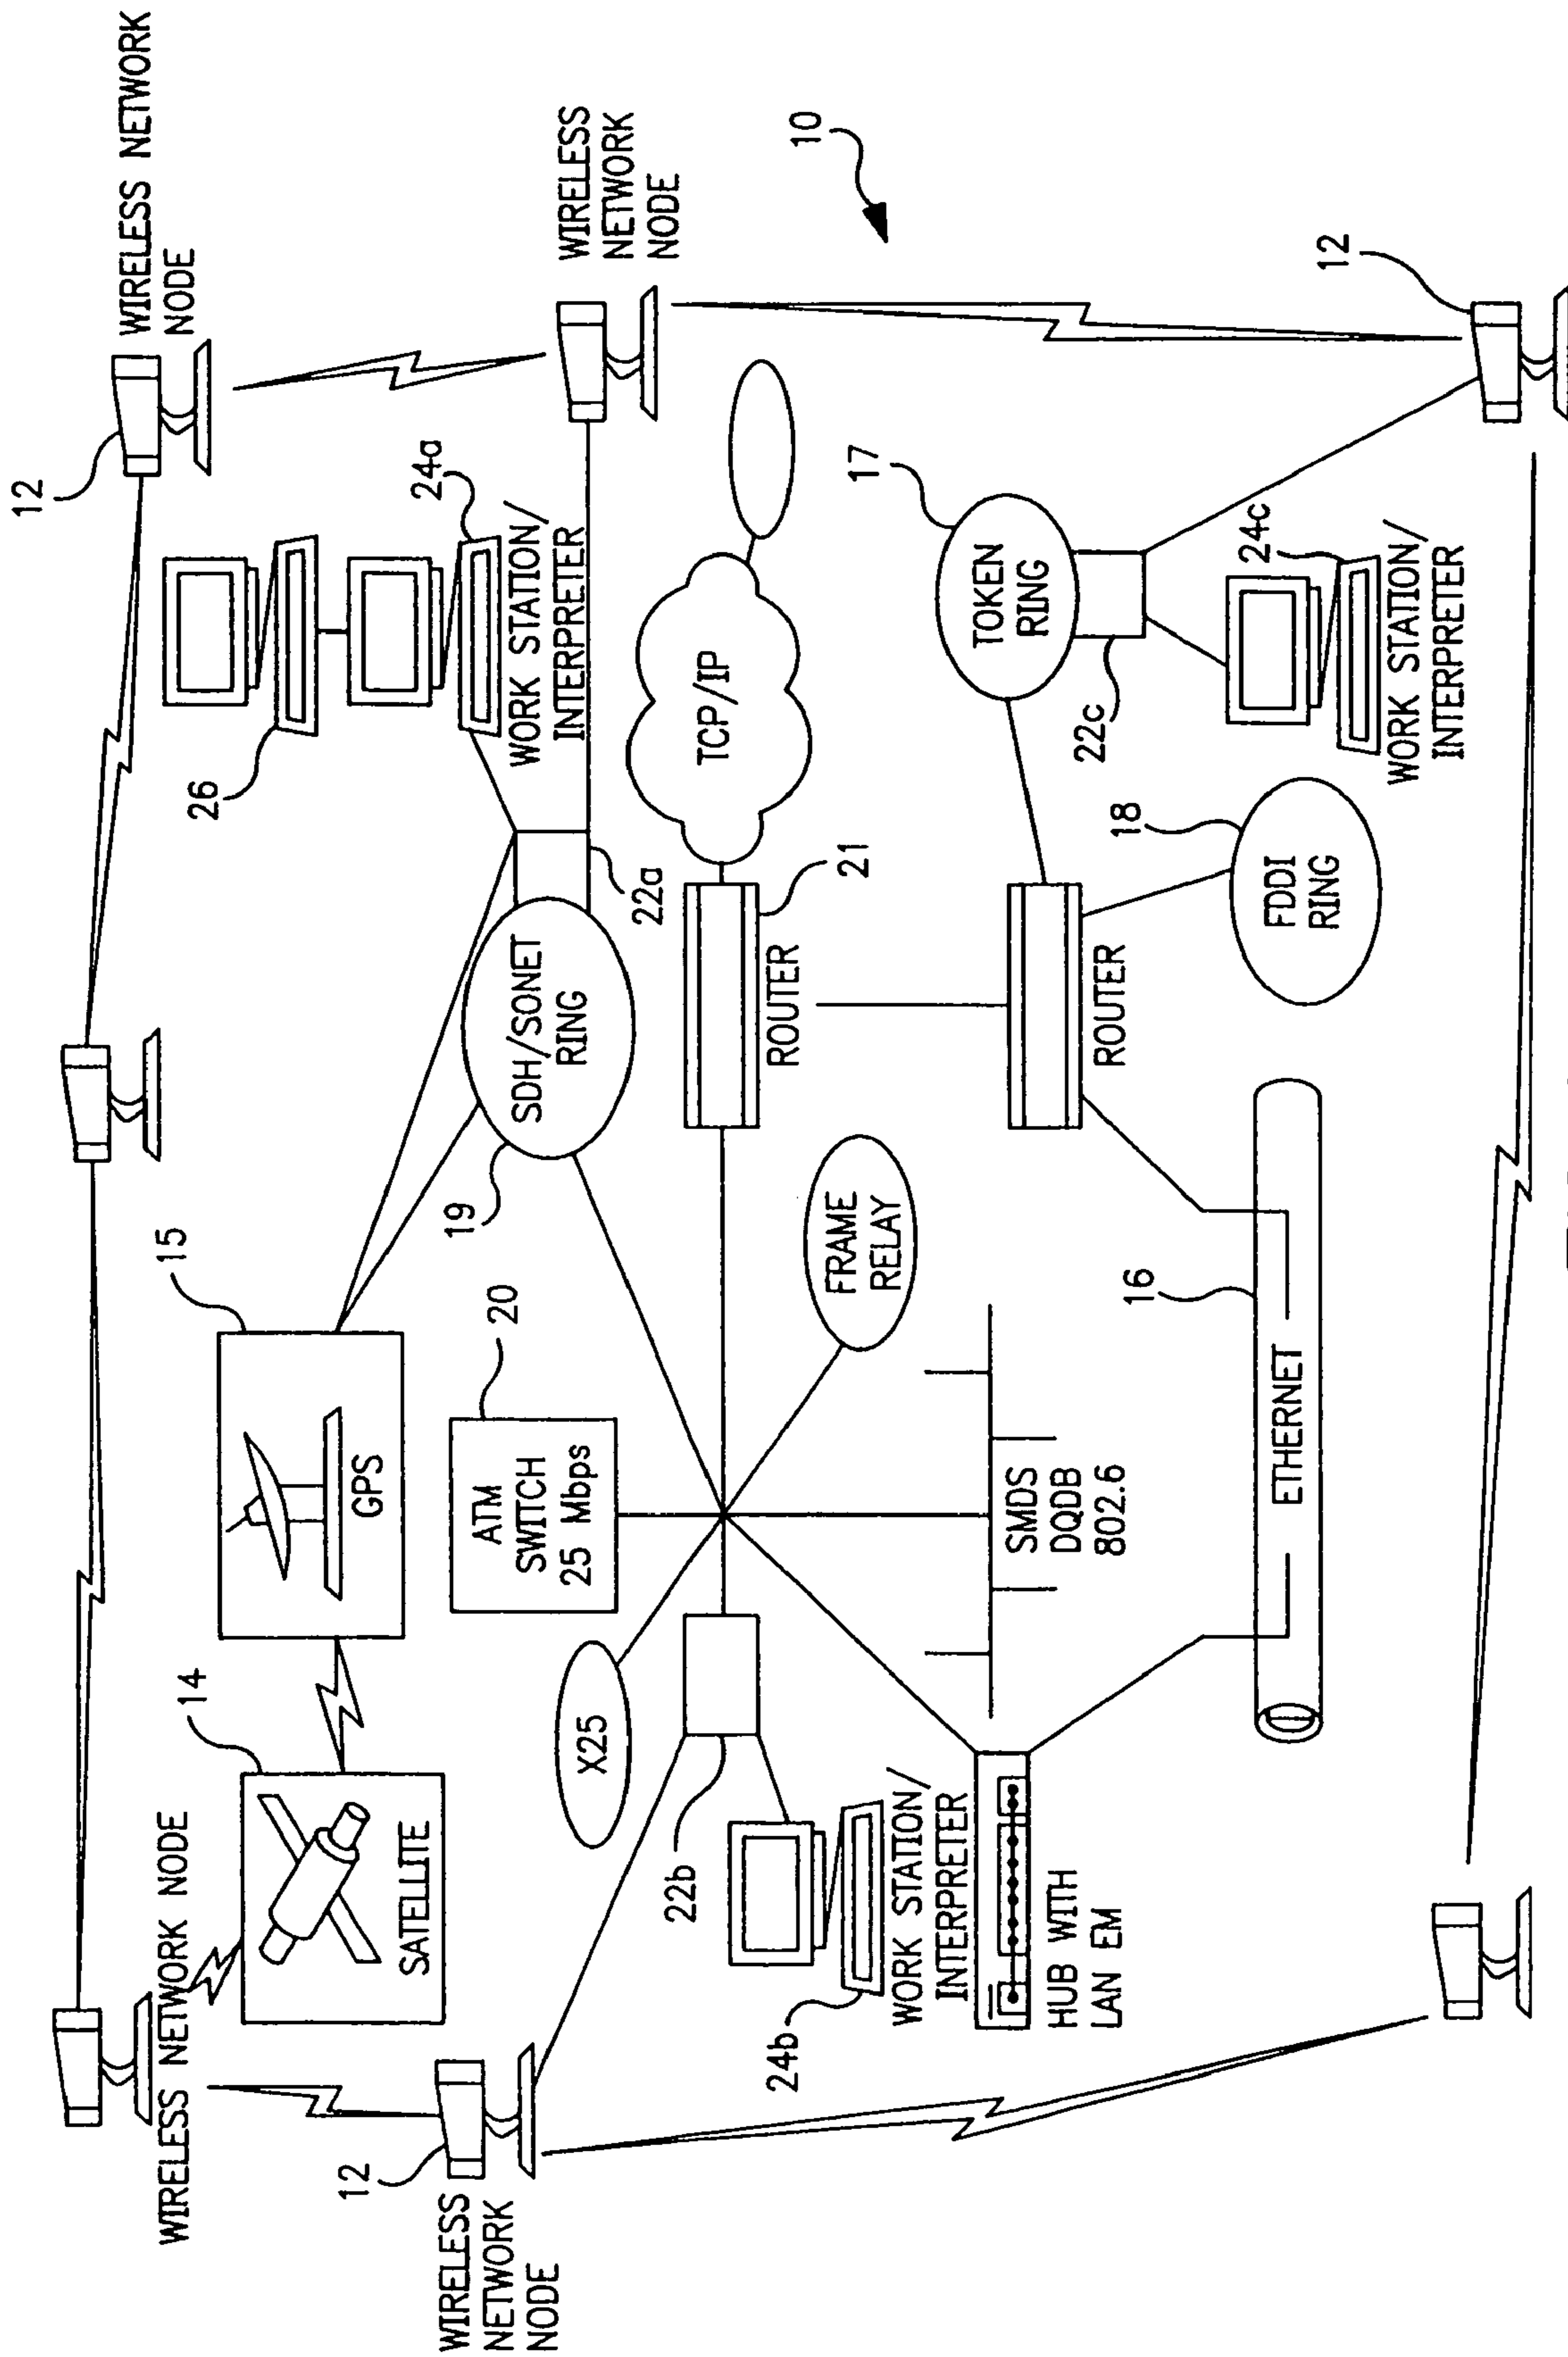 12
WIRELESS NETWORK
NODE
WIRELESS
NETWORK
NODE
10
12
26
24a
WORK STATION/
INTERPRETER
TCP/IP
17
TOKEN
RING
22c
24c
WORK STATION/
INTERPRETER
22a
21
ROUTER
ROUTER
18
FDDI
RING
15
GPS
19
SDH/SONET
RING
20
ATM
SWITCH
25 Mbps
FRAME
RELAY
SMDS
DQDB
802.6
16
ETHERNET
WIRELESS NETWORK NODE
14
SATELLITE
X25
22b
24b
WORK STATION/
INTERPRETER
HUB WITH
LAN EM
12
WIRELESS
NETWORK
NODE